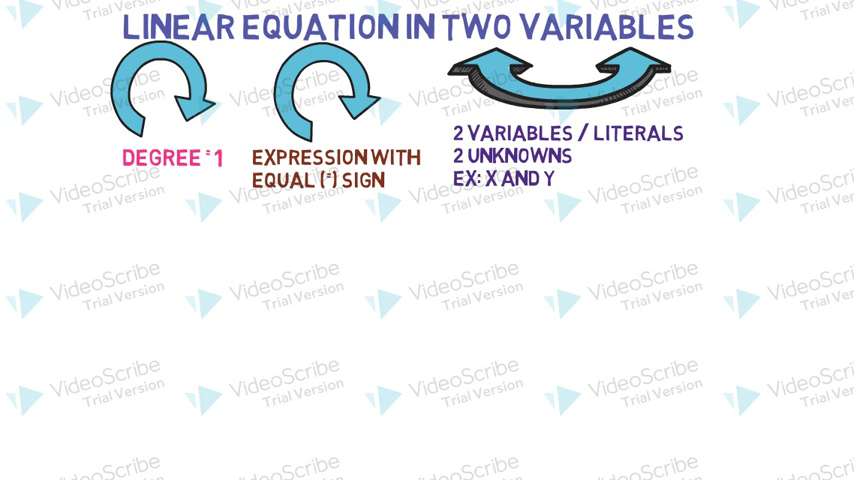 LINEAR EQUATION IN TWO VARIABLES
DEGREE = 1
EXPRESSION WITH
EQUAL (=) SIGN
2 VARIABLES / LITERALS
2 UNKNOWNS
EX: X AND Y
VideoScribe
Trial Version